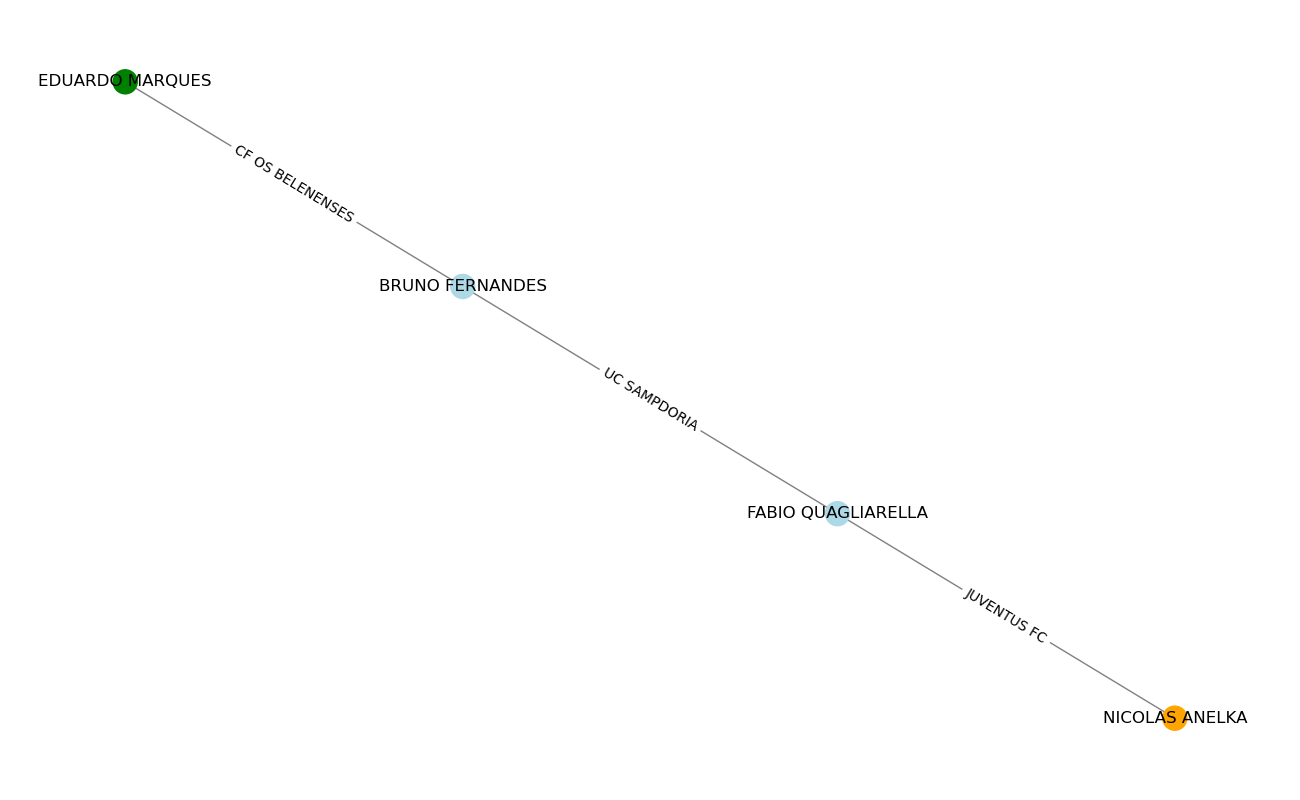 EDUARDO MARQUES
CF OS BELENENSES
BRUNO FERNANDES
UC SAMPDORIA
FABIO QUAGLIARELLA
JUVENTUS FC
NICOLAS ANELKA